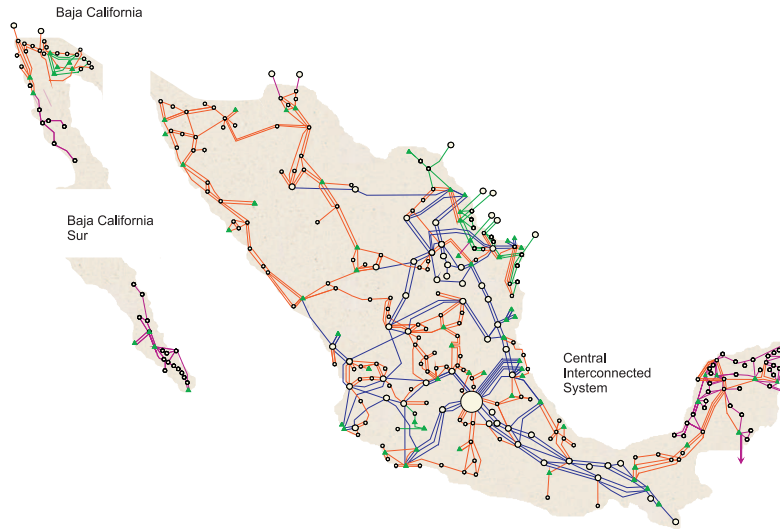 Baja California
Baja California
Sur
Central
Interconnected
System